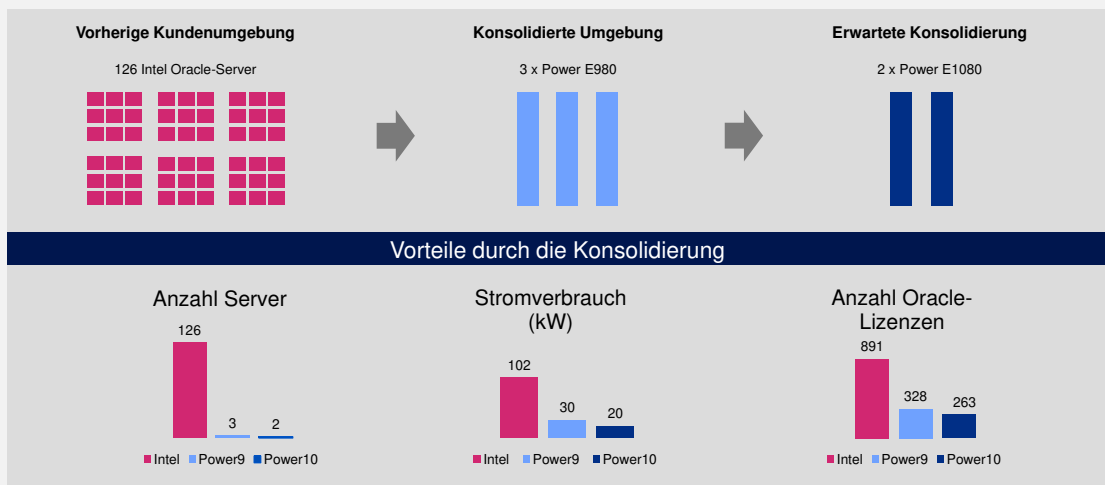 Vorherige Kundenumgebung
Konsolidierte Umgebung
Erwartete Konsolidierung
126 Intel Oracle-Server
3 x Power E980
2 x Power E1080
Vorteile durch die Konsolidierung
Anzahl Server
126
3
2
Intel Power9 Power10
Stromverbrauch
(kW)
102
30
20
Intel Power9 Power10
Anzahl Oracle-
Lizenzen
891
328
263
Intel Power9 Power10